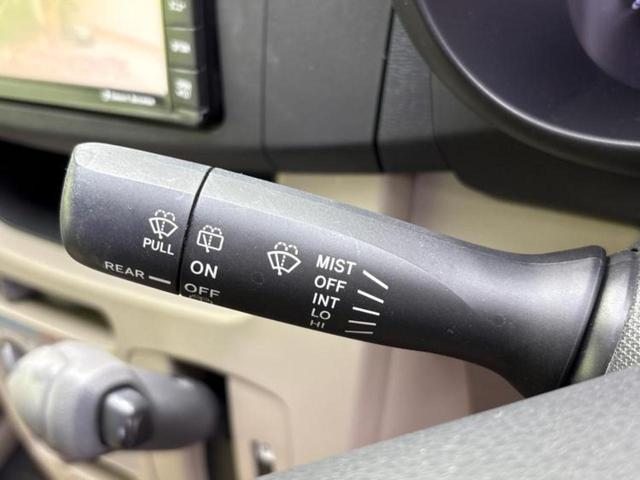 PULL
REAR
ON
OFF
MIST
OFF
INT
LO
HI